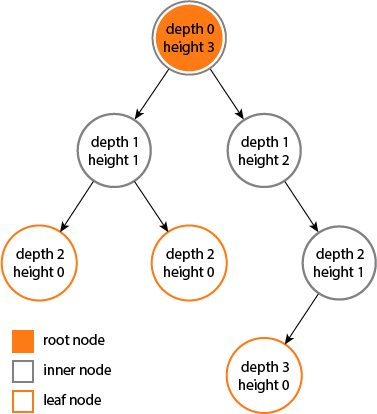 depth 0
height 3
depth 1
height 1
depth 1
height 2
depth 2
height 0
depth 2
height 0
depth 2
height 1
depth 3
height 0
root node
inner node
leaf node